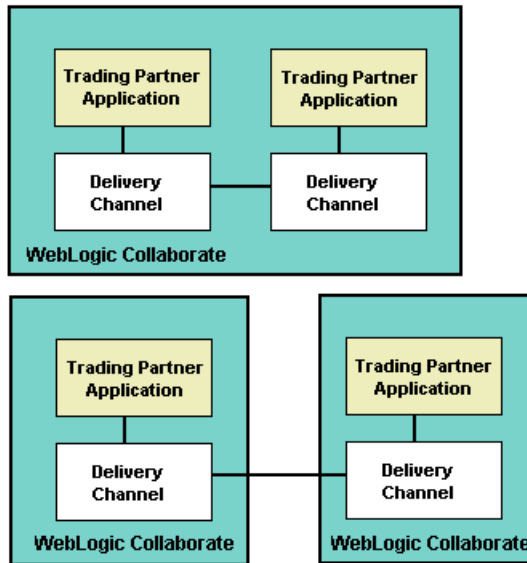 Trading Partner
Application
Trading Partner
Application
Delivery
Channel
Delivery
Channel
WebLogic Collaborate
Trading Partner
Application
Trading Partner
Application
Delivery
Channel
Delivery
Channel
WebLogic Collaborate
WebLogic Collaborate